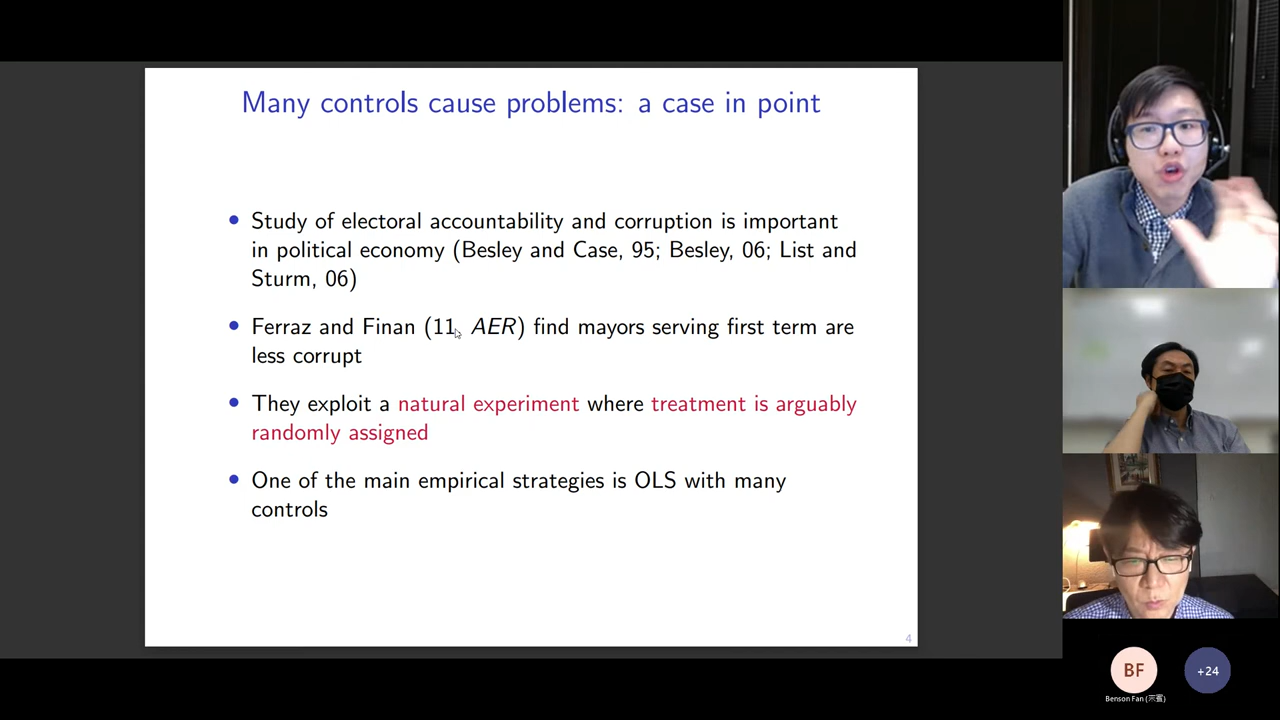 Many controls cause problems: a case in point
• Study of electoral accountability and corruption is important
in political economy (Besley and Case, 95; Besley, 06; List and
Sturm, 06)
• Ferraz and Finan (11, AER) find mayors serving first term are
less corrupt
• They exploit a natural experiment where treatment is arguably
randomly assigned
• One of the main empirical strategies is OLS with many
controls
4
BF
+24
Benson Fan